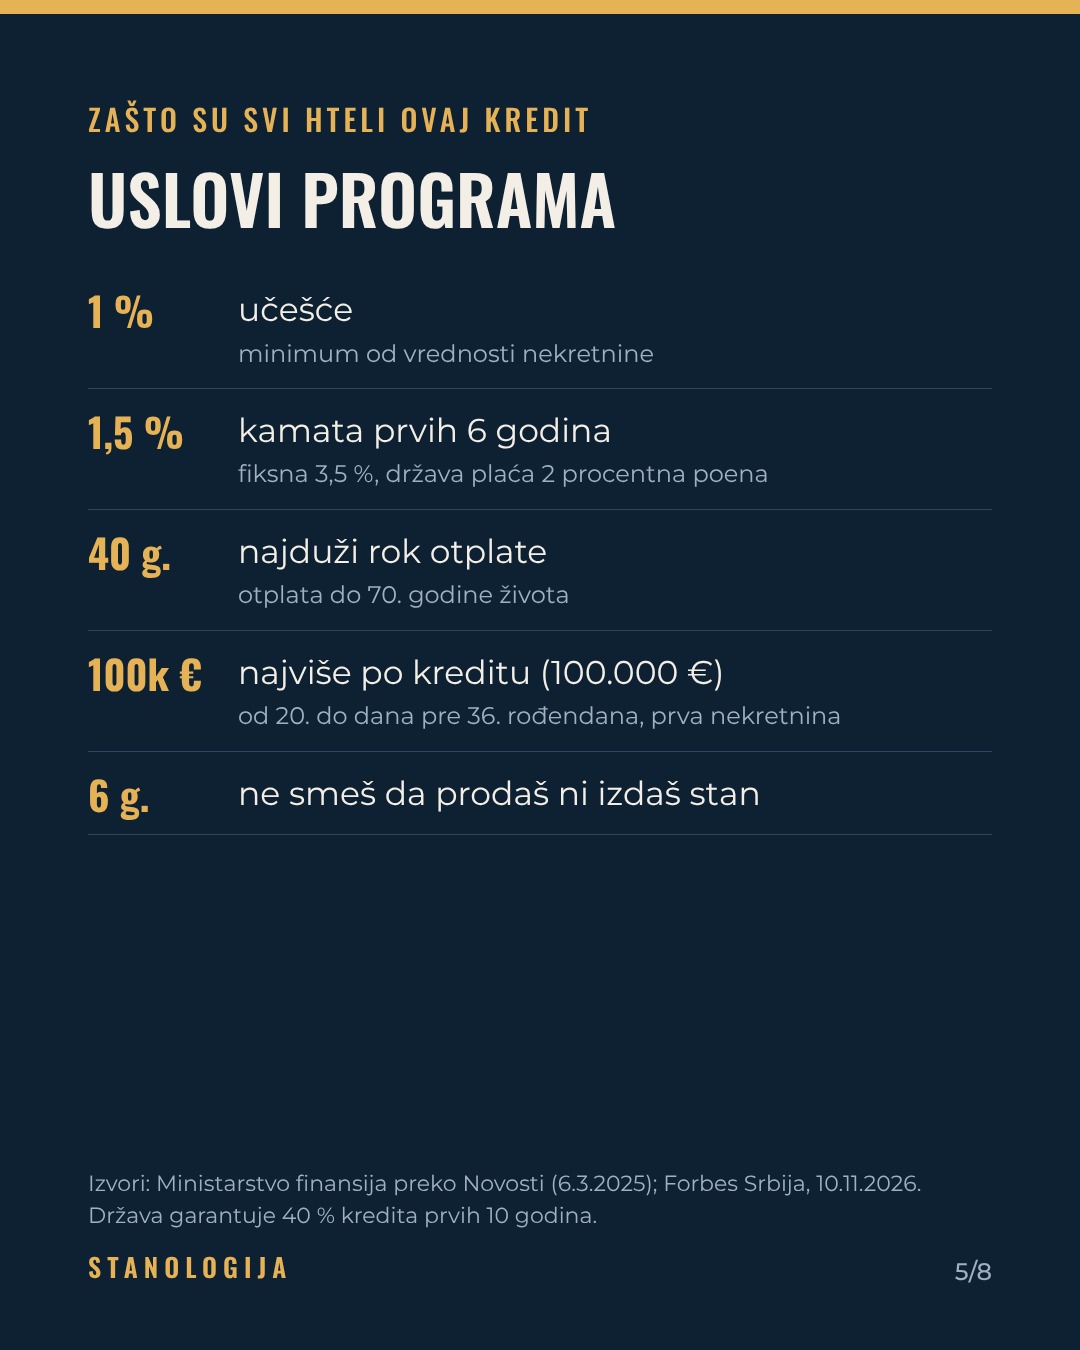 ZAŠTO SU SVI HTELI OVAJ KREDIT
USLOVI PROGRAMA
1 %
učešće
minimum od vrednosti nekretnine
1,5 %
kamata prvih 6 godina
fiksna 3,5 %, država plaća 2 procentna poena
40 g.
najduži rok otplate
otplata do 70. godine života
100k €
najviše po kreditu (100.000 €)
od 20. do dana pre 36. rođendana, prva nekretnina
6 g.
ne smeš da prodaš ni izdaš stan
Izvori: Ministarstvo finansija preko Novosti (6.3.2025); Forbes Srbija, 10.11.2026.
Država garantuje 40 % kredita prvih 10 godina.
STANOLOGIJA
5/8